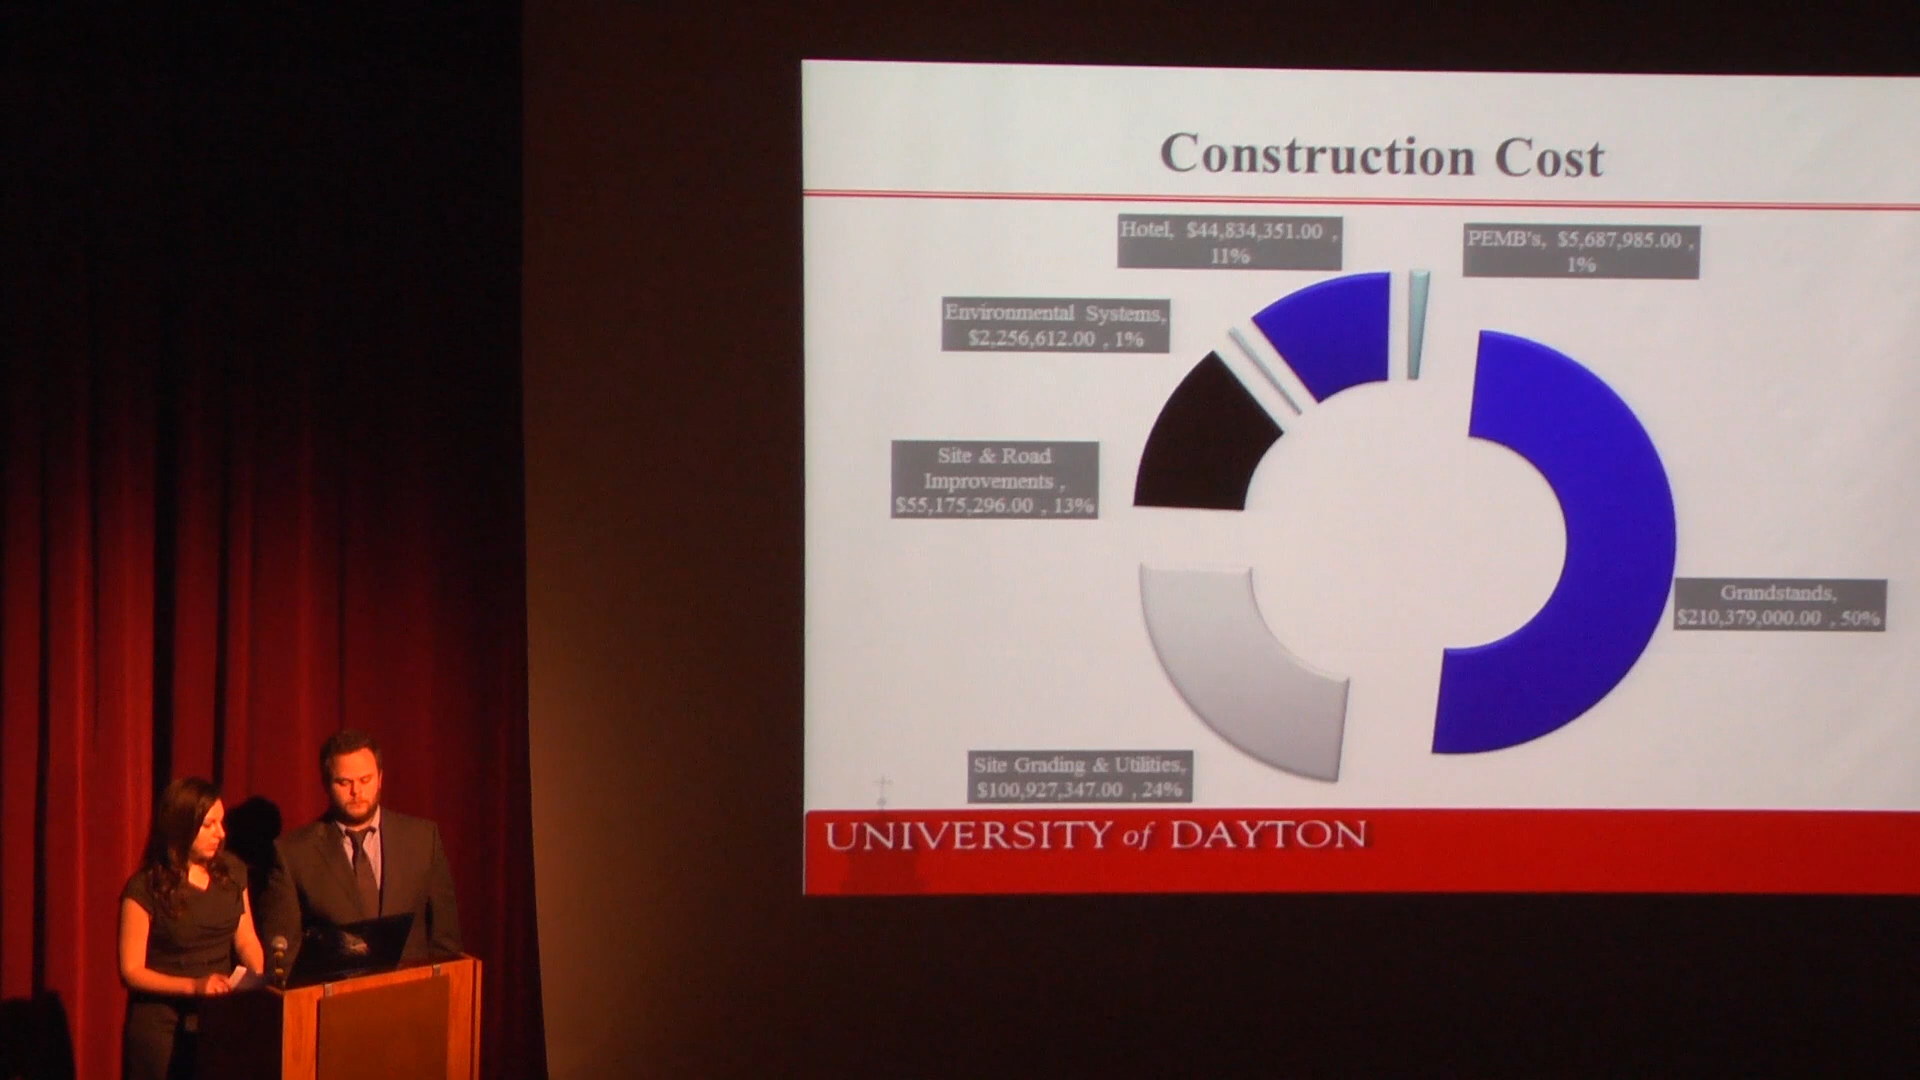 Construction Cost
Hotel, $44,834,351.00 ,
11%
PEMB's, $5,687,985.00 ,
1%
Environmental Systems,
$2,256,612.00 , 1%
Site & Road
Improvements ,
$55,175,296.00 , 13%
Grandstands,
$210,379,000.00 , 50%
Site Grading & Utilities,
$100,927,347.00 , 24%
UNIVERSITY of DAYTON